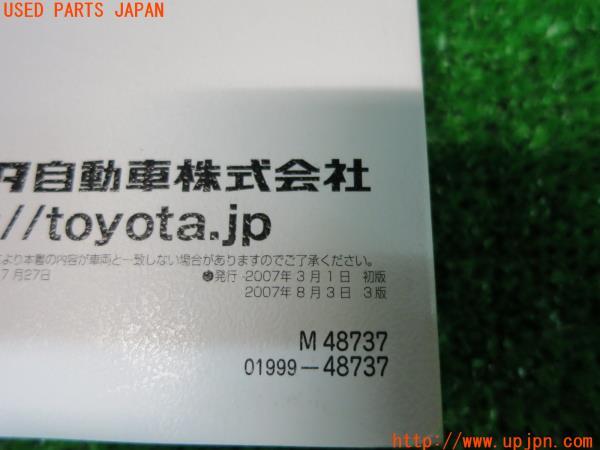 USED PARTS JAPAN
タ自動車株式会社
//toyota.jp
より本書の内容が車両と一致しない場合がありますのでご了承ください。
7月27日
発行 2007年3月1日 初版
2007年8月3日 3版
M 48737
01999-48737
http://www.upjpn.com